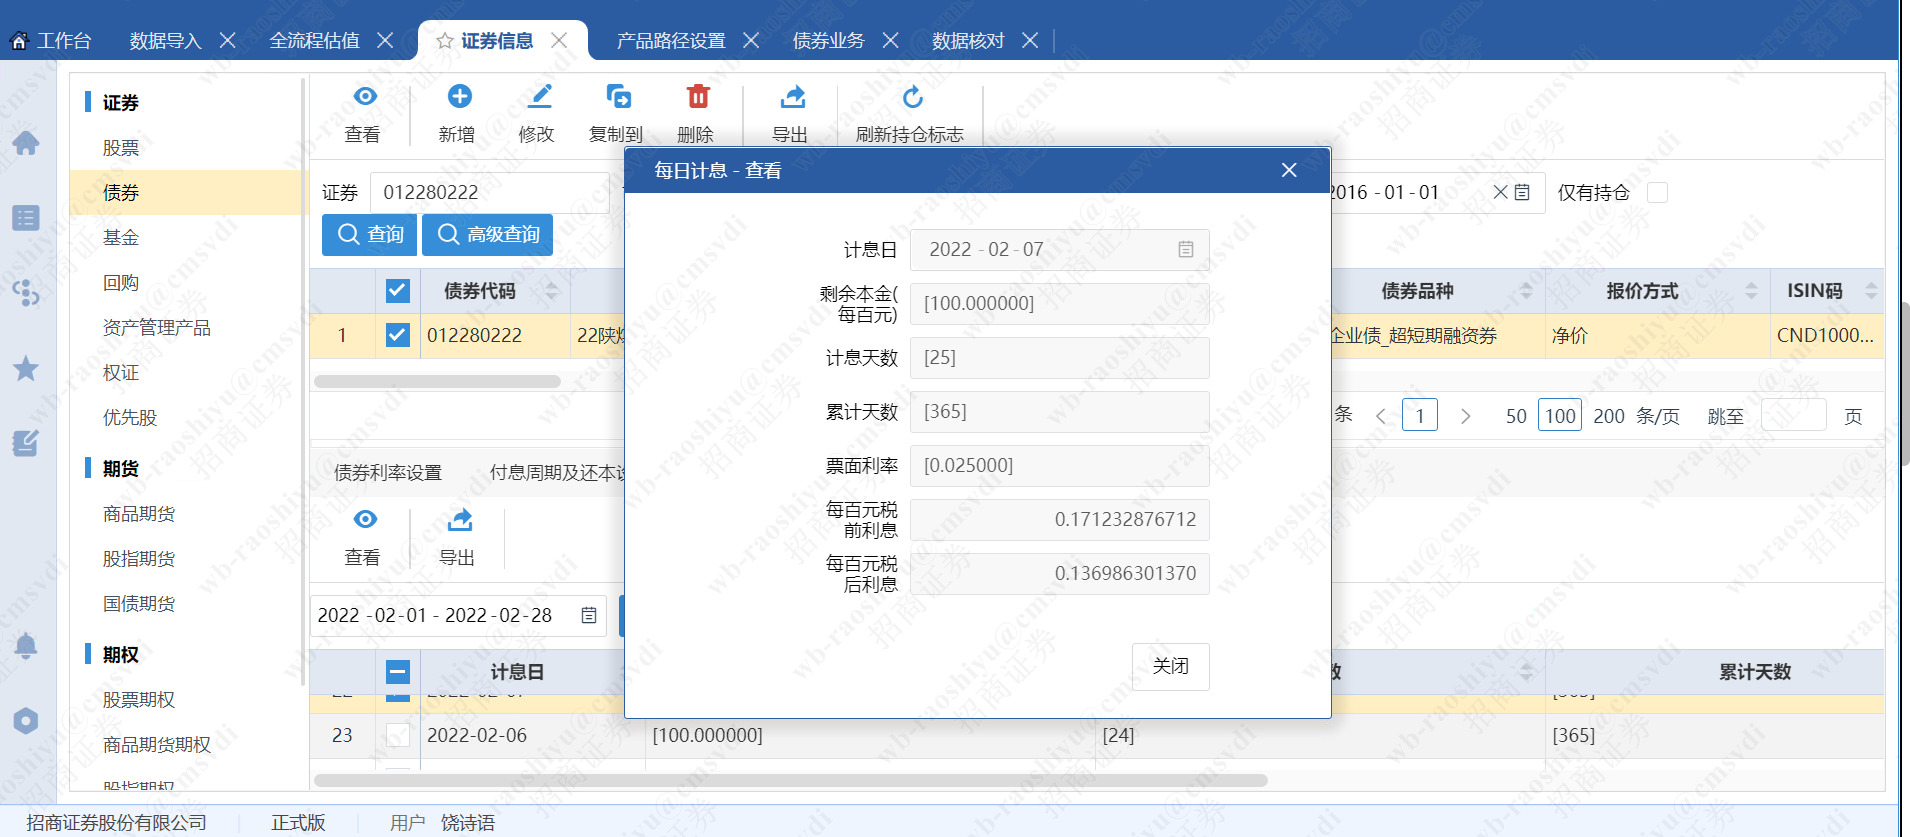 工作台 数据导入 全流程估值 证券信息 产品路径设置 债券业务 数据核对
证券
股票
债券
基金
回购
资产管理产品
权证
优先股
期货
商品期货
股指期货
国债期货
期权
股票期权
商品期货期权
股指期权
查看 新增 修改 复制到 删除 导出 刷新持仓标志
证券 012280222
2016-01-01 仅有持仓
查询 高级查询
债券代码 债券品种 报价方式 ISIN码
1 012280222 22陕 企业债_超短期融资券 净价 CND1000...
条 1 50 100 200 条/页 跳至 页
债券利率设置 付息周期及还本
查看 导出
2022-02-01 - 2022-02-28
计息日 累计天数
[365]
23 2022-02-06 [100.000000] [24] [365]
每日计息 - 查看
计息日 2022-02-07
剩余本金(
每百元) [100.000000]
计息天数 [25]
累计天数 [365]
票面利率 [0.025000]
每百元税
前利息 0.171232876712
每百元税
后利息 0.136986301370
关闭
招商证券股份有限公司 正式版 用户 饶诗语
wb-raoshiyu@cmsvdi
招商证券